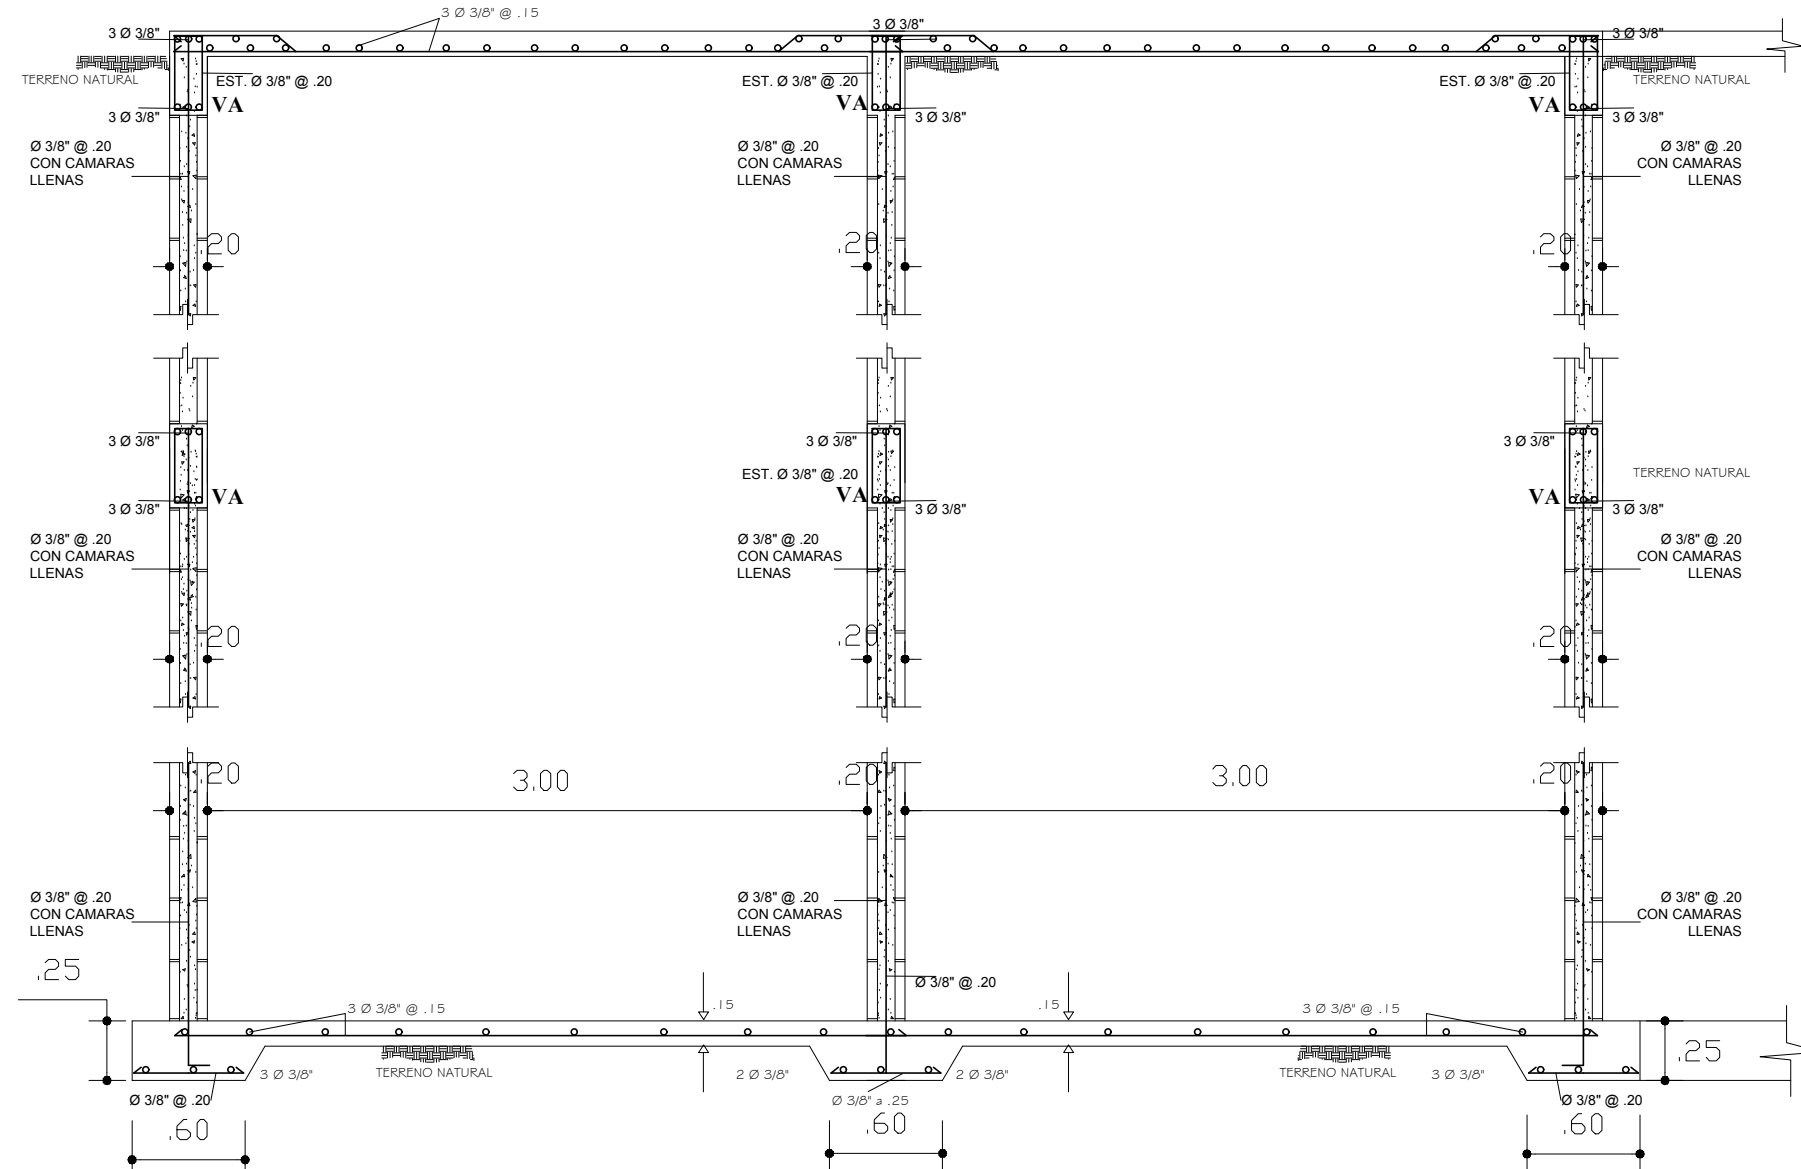 3 Ø 3/8" @ .15
3 Ø 3/8"
3 Ø 3/8"
3 Ø 3/8"
TERRENO NATURAL
EST. Ø 3/8" @ .20
EST. Ø 3/8" @ .20
EST. Ø 3/8" @ .20
TERRENO NATURAL
VA
VA
VA
3 Ø 3/8"
3 Ø 3/8"
3 Ø 3/8"
Ø 3/8" @ .20
CON CAMARAS
LLENAS
Ø 3/8" @ .20
CON CAMARAS
LLENAS
Ø 3/8" @ .20
CON CAMARAS
LLENAS
.20
.20
.20
3 Ø 3/8"
3 Ø 3/8"
3 Ø 3/8"
EST. Ø 3/8" @ .20
TERRENO NATURAL
VA
VA
VA
3 Ø 3/8"
3 Ø 3/8"
3 Ø 3/8"
Ø 3/8" @ .20
CON CAMARAS
LLENAS
Ø 3/8" @ .20
CON CAMARAS
LLENAS
Ø 3/8" @ .20
CON CAMARAS
LLENAS
.20
.20
.20
.20
3.00
.20
3.00
.20
Ø 3/8" @ .20
CON CAMARAS
LLENAS
Ø 3/8" @ .20
CON CAMARAS
LLENAS
Ø 3/8" @ .20
CON CAMARAS
LLENAS
.25
Ø 3/8" @ .20
3 Ø 3/8" @ .15
.15
.15
3 Ø 3/8" @ .15
.25
3 Ø 3/8"
TERRENO NATURAL
2 Ø 3/8"
2 Ø 3/8"
TERRENO NATURAL
3 Ø 3/8"
Ø 3/8" @ .20
Ø 3/8" a .25
Ø 3/8" @ .20
.60
.60
.60